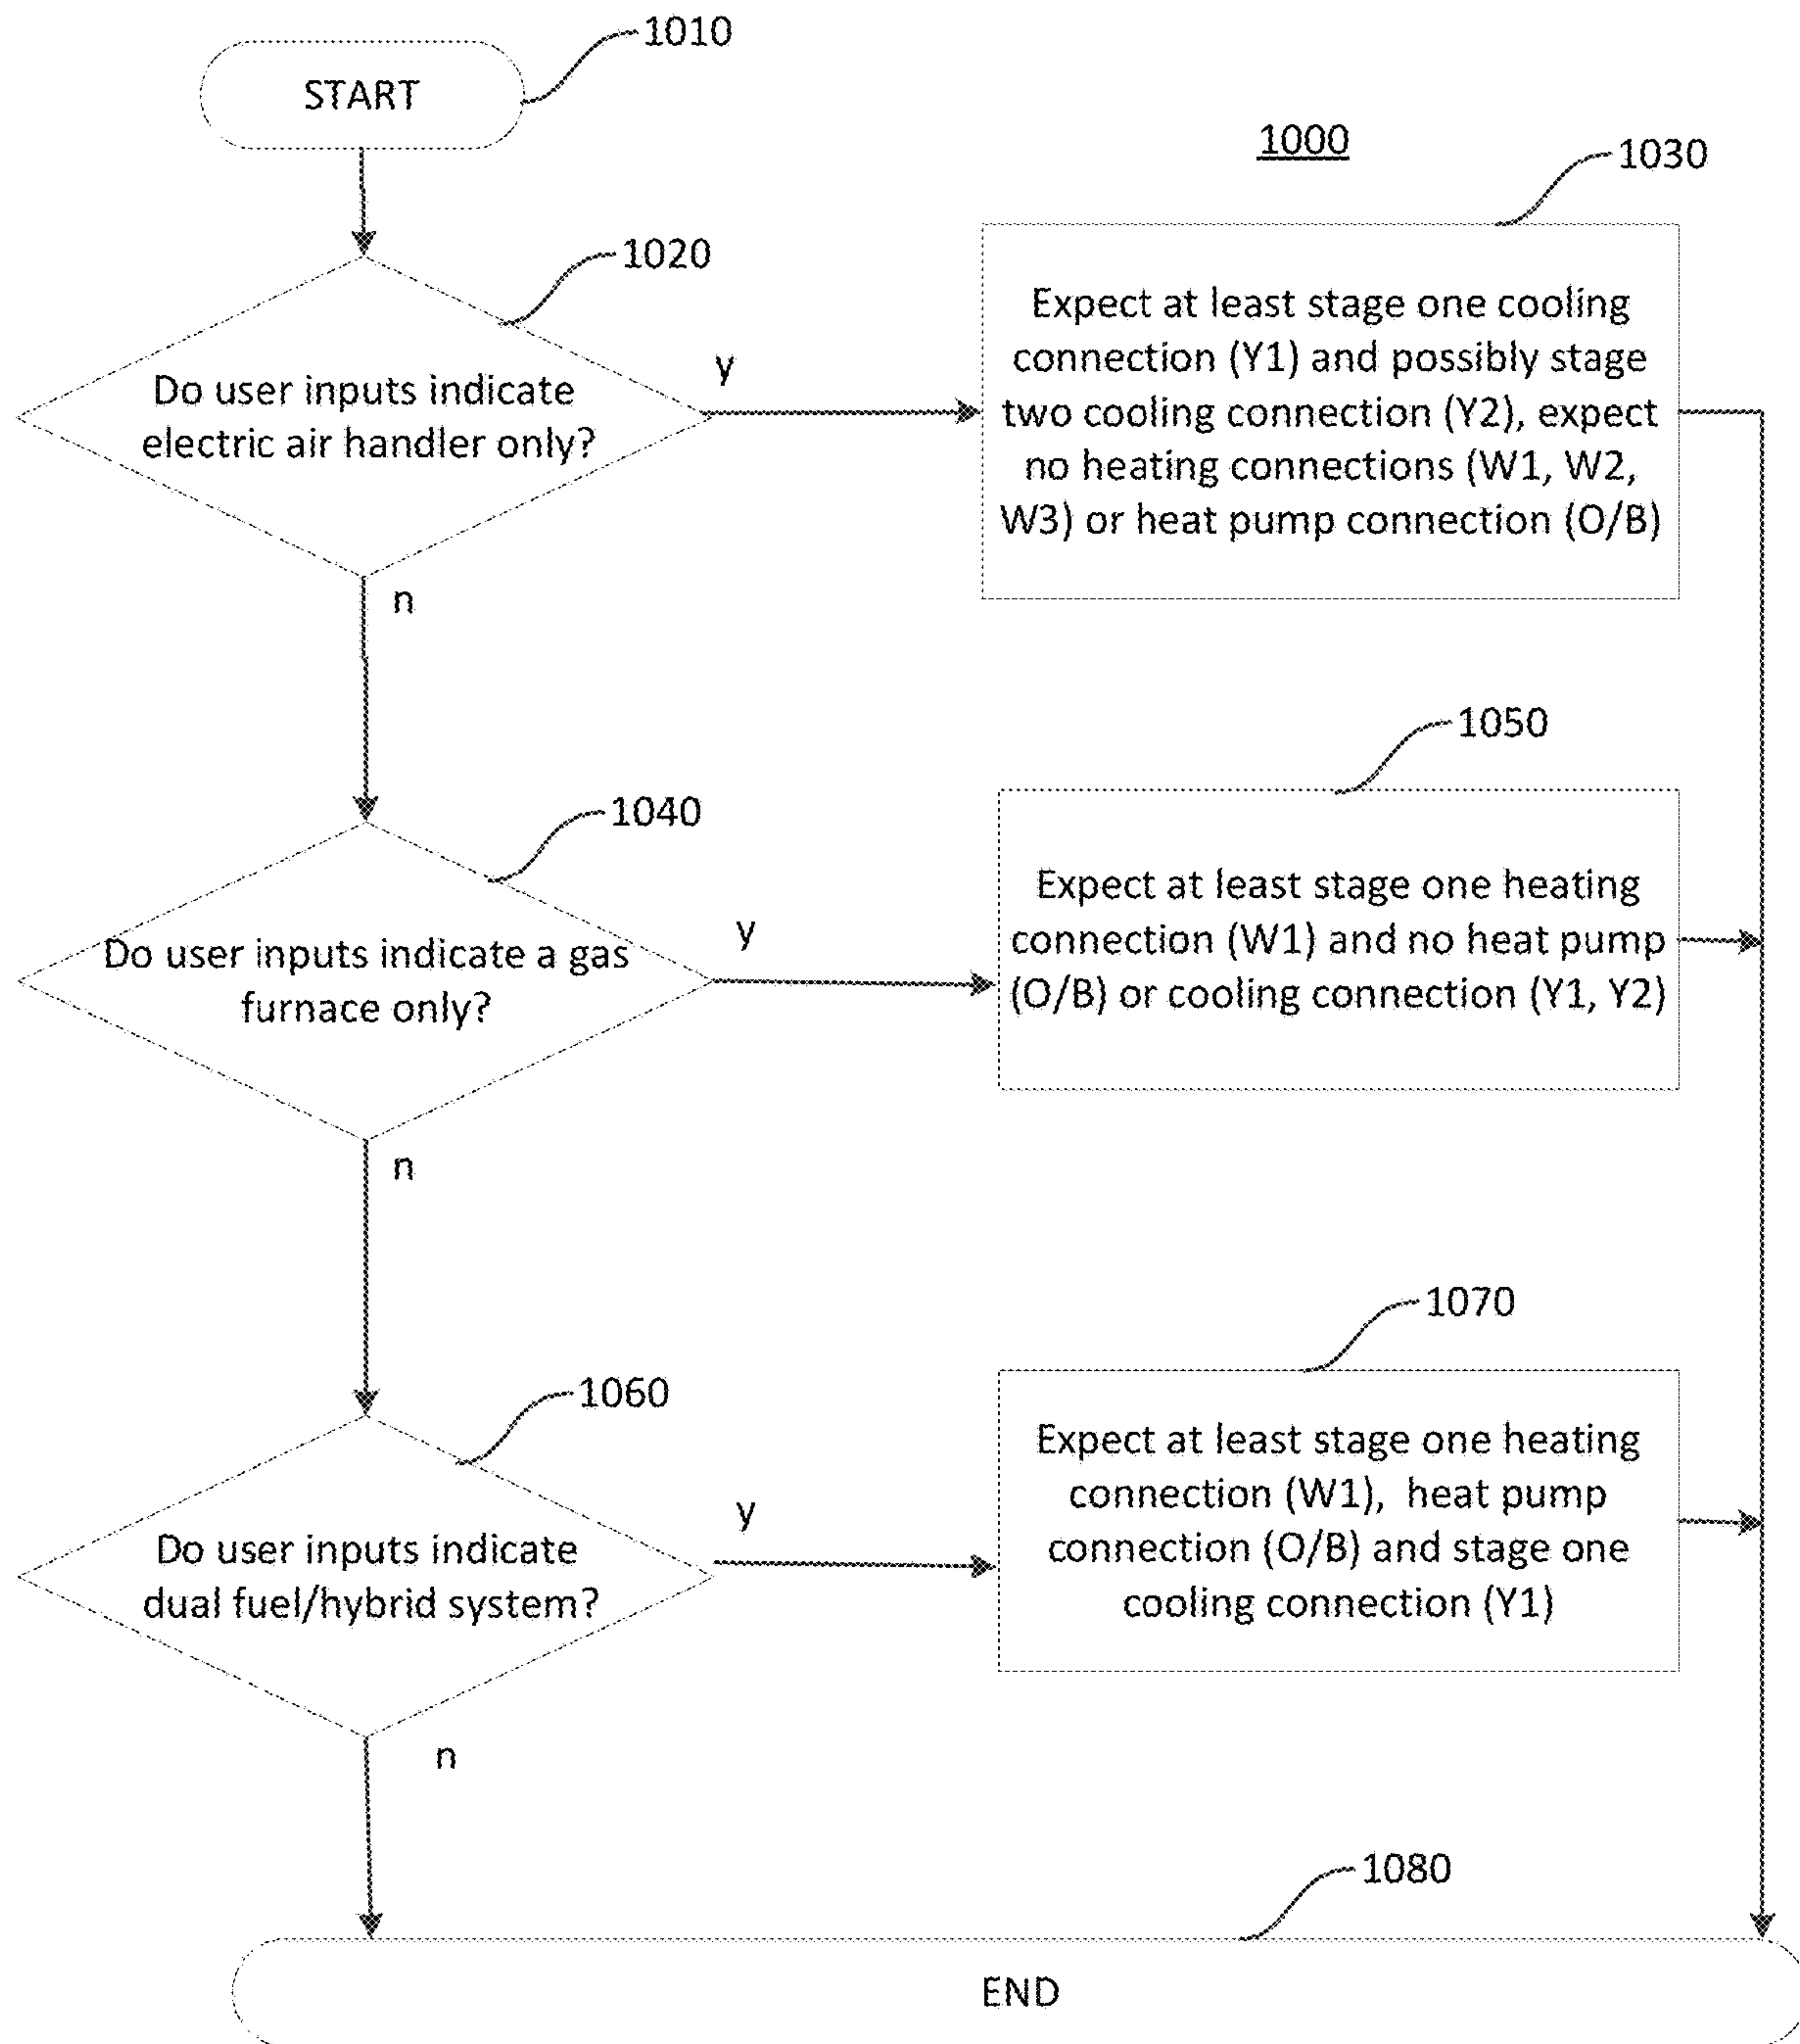 1010
START
1000
1030
1020
Expect at least stage one cooling
connection (Y1) and possibly stage
two cooling connection (Y2), expect
no heating connections (W1, W2,
W3) or heat pump connection (O/B)
y
Do user inputs indicate
electric air handler only?
n
1050
1040
Expect at least stage one heating
connection (W1) and no heat pump
(O/B) or cooling connection (Y1, Y2)
y
Do user inputs indicate a gas
furnace only?
n
1070
1060
Expect at least stage one heating
connection (W1), heat pump
connection (O/B) and stage one
cooling connection (Y1)
y
Do user inputs indicate
dual fuel/hybrid system?
n
1080
END